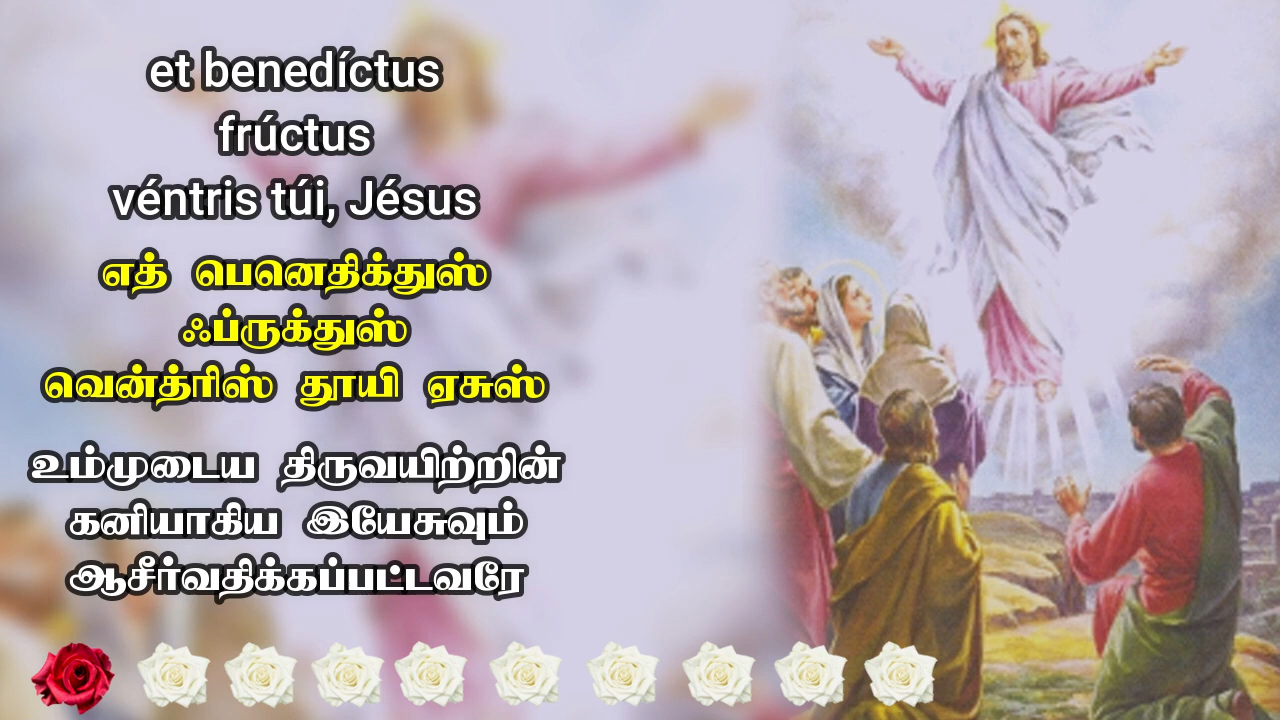 et benedíctus
frúctus
véntris túi, Jésus
எத் பெனெதிக்துஸ்
ஃப்ருக்துஸ்
வென்த்ரிஸ் தூயி ஏசுஸ்
உம்முடைய திருவயிற்றின்
கனியாகிய இயேசுவும்
ஆசீர்வதிக்கப்பட்டவரே